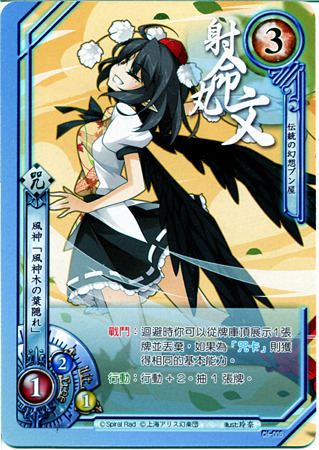 射命丸 文
3
伝統の幻想ブン屋
咒
風神「風神木の葉隠れ」
戰鬥：迴避時你可以從牌庫頂展示1張
牌並去棄，如果為「咒卡」則獲
得相同的基本能力。
行動：行動+2。抽 1 張牌。
1
2
1
Hit
©Spiral Rad ©上海アリス幻楽団 illust:玲奈